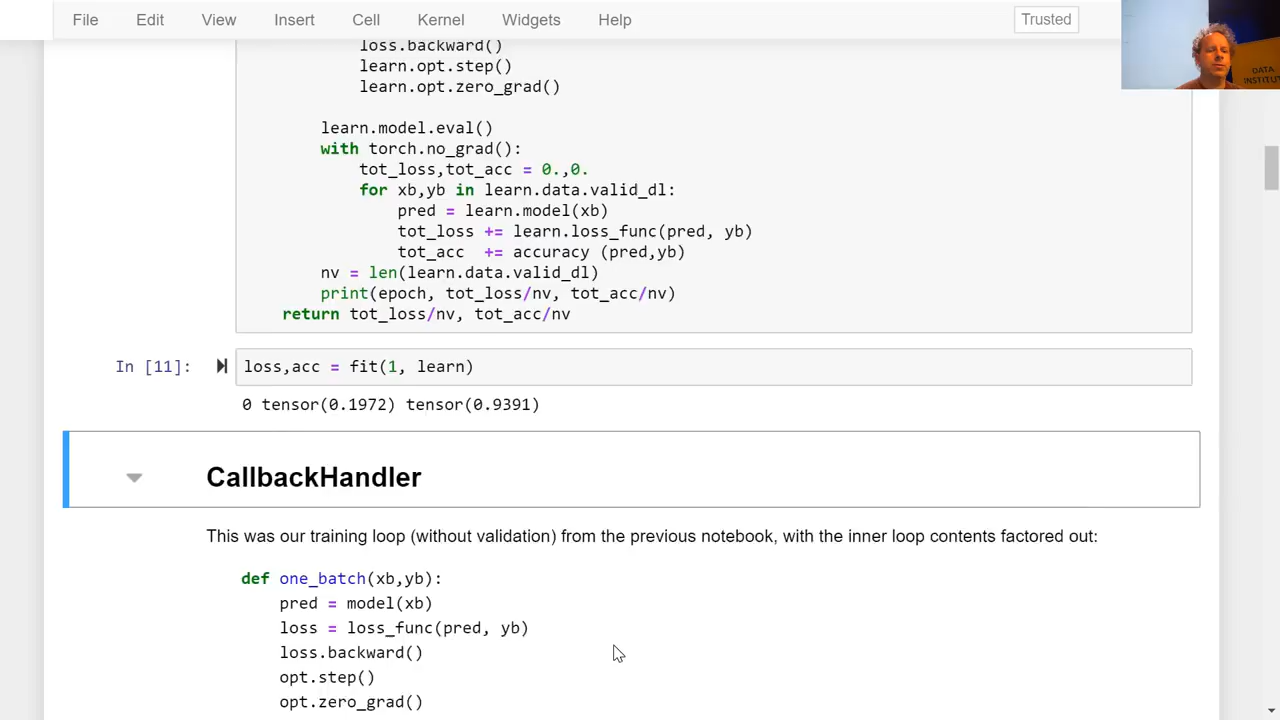 File Edit View Insert Cell Kernel Widgets Help Trusted
DATA
INSTITUTE
loss.backward()
learn.opt.step()
learn.opt.zero_grad()
learn.model.eval()
with torch.no_grad():
tot_loss,tot_acc = 0.,0.
for xb,yb in learn.data.valid_dl:
pred = learn.model(xb)
tot_loss += learn.loss_func(pred, yb)
tot_acc  += accuracy (pred,yb)
nv = len(learn.data.valid_dl)
print(epoch, tot_loss/nv, tot_acc/nv)
return tot_loss/nv, tot_acc/nv
In [11]: loss,acc = fit(1, learn)
0 tensor(0.1972) tensor(0.9391)
CallbackHandler
This was our training loop (without validation) from the previous notebook, with the inner loop contents factored out:
def one_batch(xb,yb):
pred = model(xb)
loss = loss_func(pred, yb)
loss.backward()
opt.step()
opt.zero_grad()